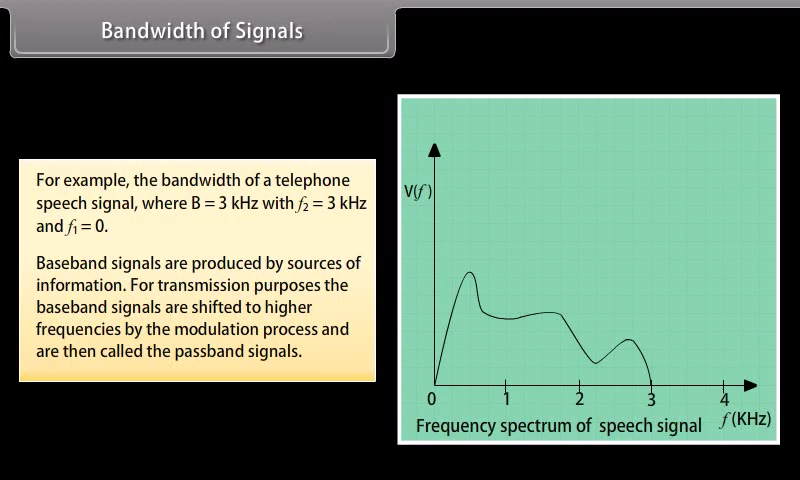 Bandwidth of Signals
For example, the bandwidth of a telephone
speech signal, where B = 3 kHz with f₂ = 3 kHz
and f₁ = 0.
Baseband signals are produced by sources of
information. For transmission purposes the
baseband signals are shifted to higher
frequencies by the modulation process and
are then called the passband signals.
V(f)
0 1 2 3 4
f (KHz)
Frequency spectrum of speech signal